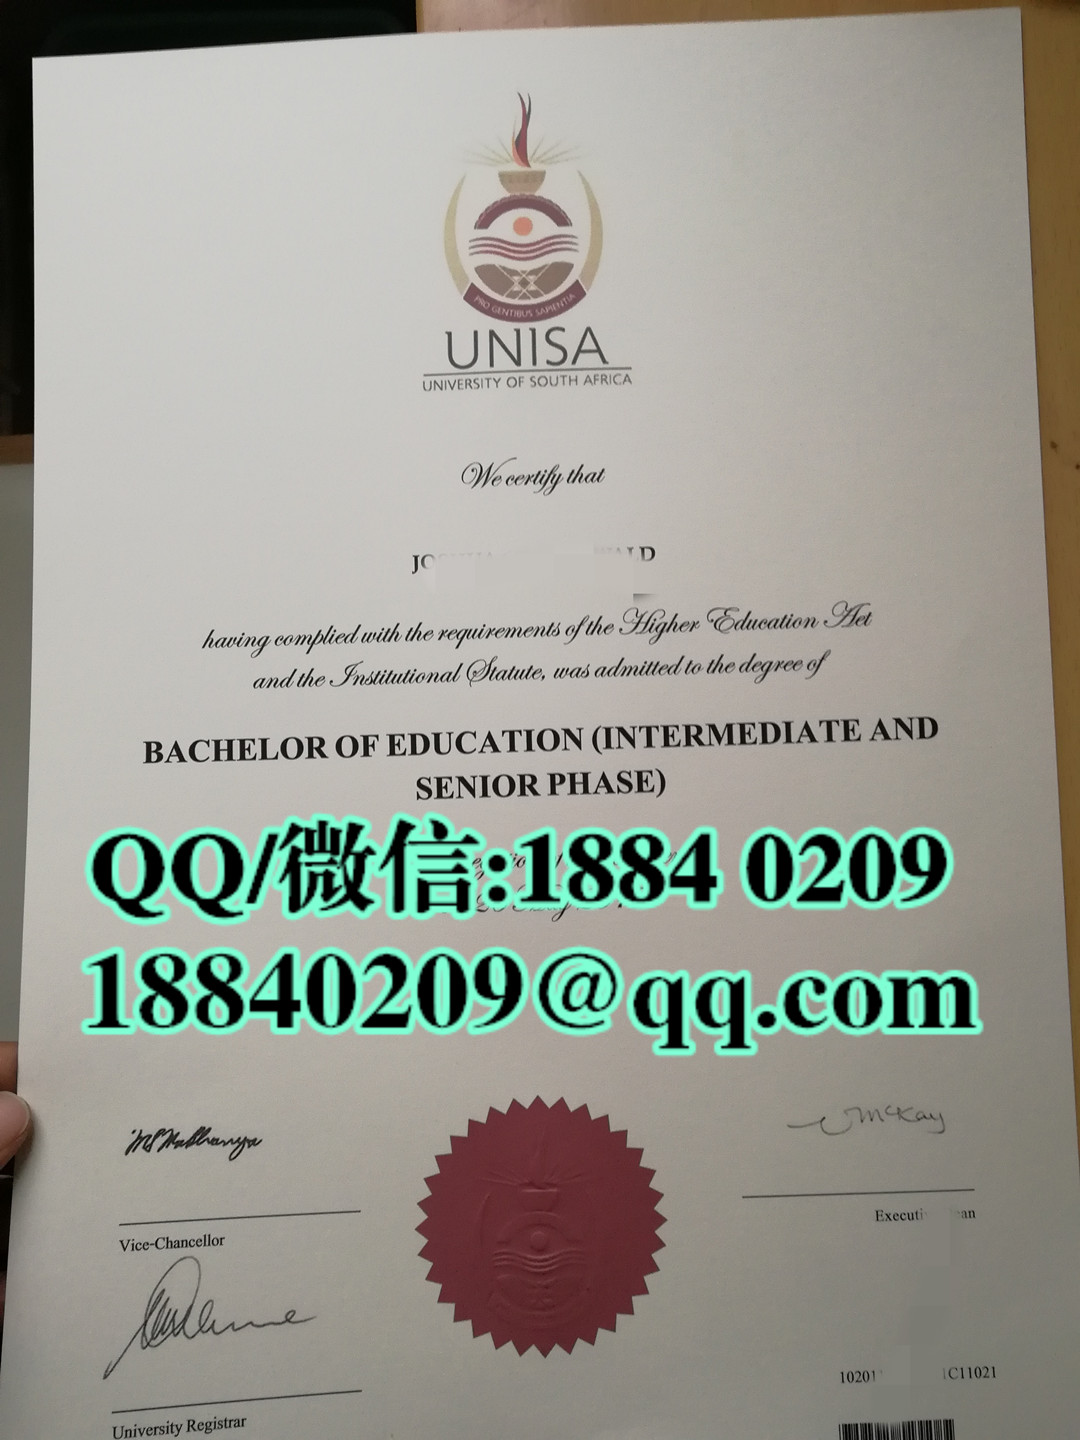 PRO GENTIBUS SAPIENTIA
UNISA
UNIVERSITY OF SOUTH AFRICA
We certify that
having complied with the requirements of the Higher Education Act
and the Institutional Statute, was admitted to the degree of
BACHELOR OF EDUCATION (INTERMEDIATE AND
SENIOR PHASE)
QQ/微信:1884 0209
18840209@qq.com
McKay
Vice-Chancellor
University Registrar